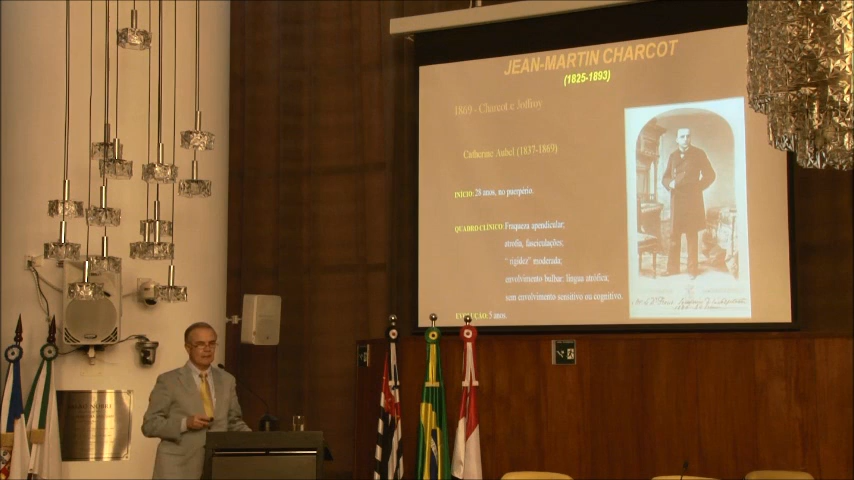 JEAN-MARTIN CHARCOT
(1825-1893)
1869 - Charcot e Joffroy
Catherine Aubel (1837-1869)
INÍCIO: 28 anos, no puerpério.
QUADRO CLÍNICO: Fraqueza apendicular;
atrofia, fasciculações;
" rigidez" moderada;
envolvimento bulbar: língua atrófica;
sem envolvimento sensitivo ou cognitivo.
EVOLUÇÃO: 5 anos.